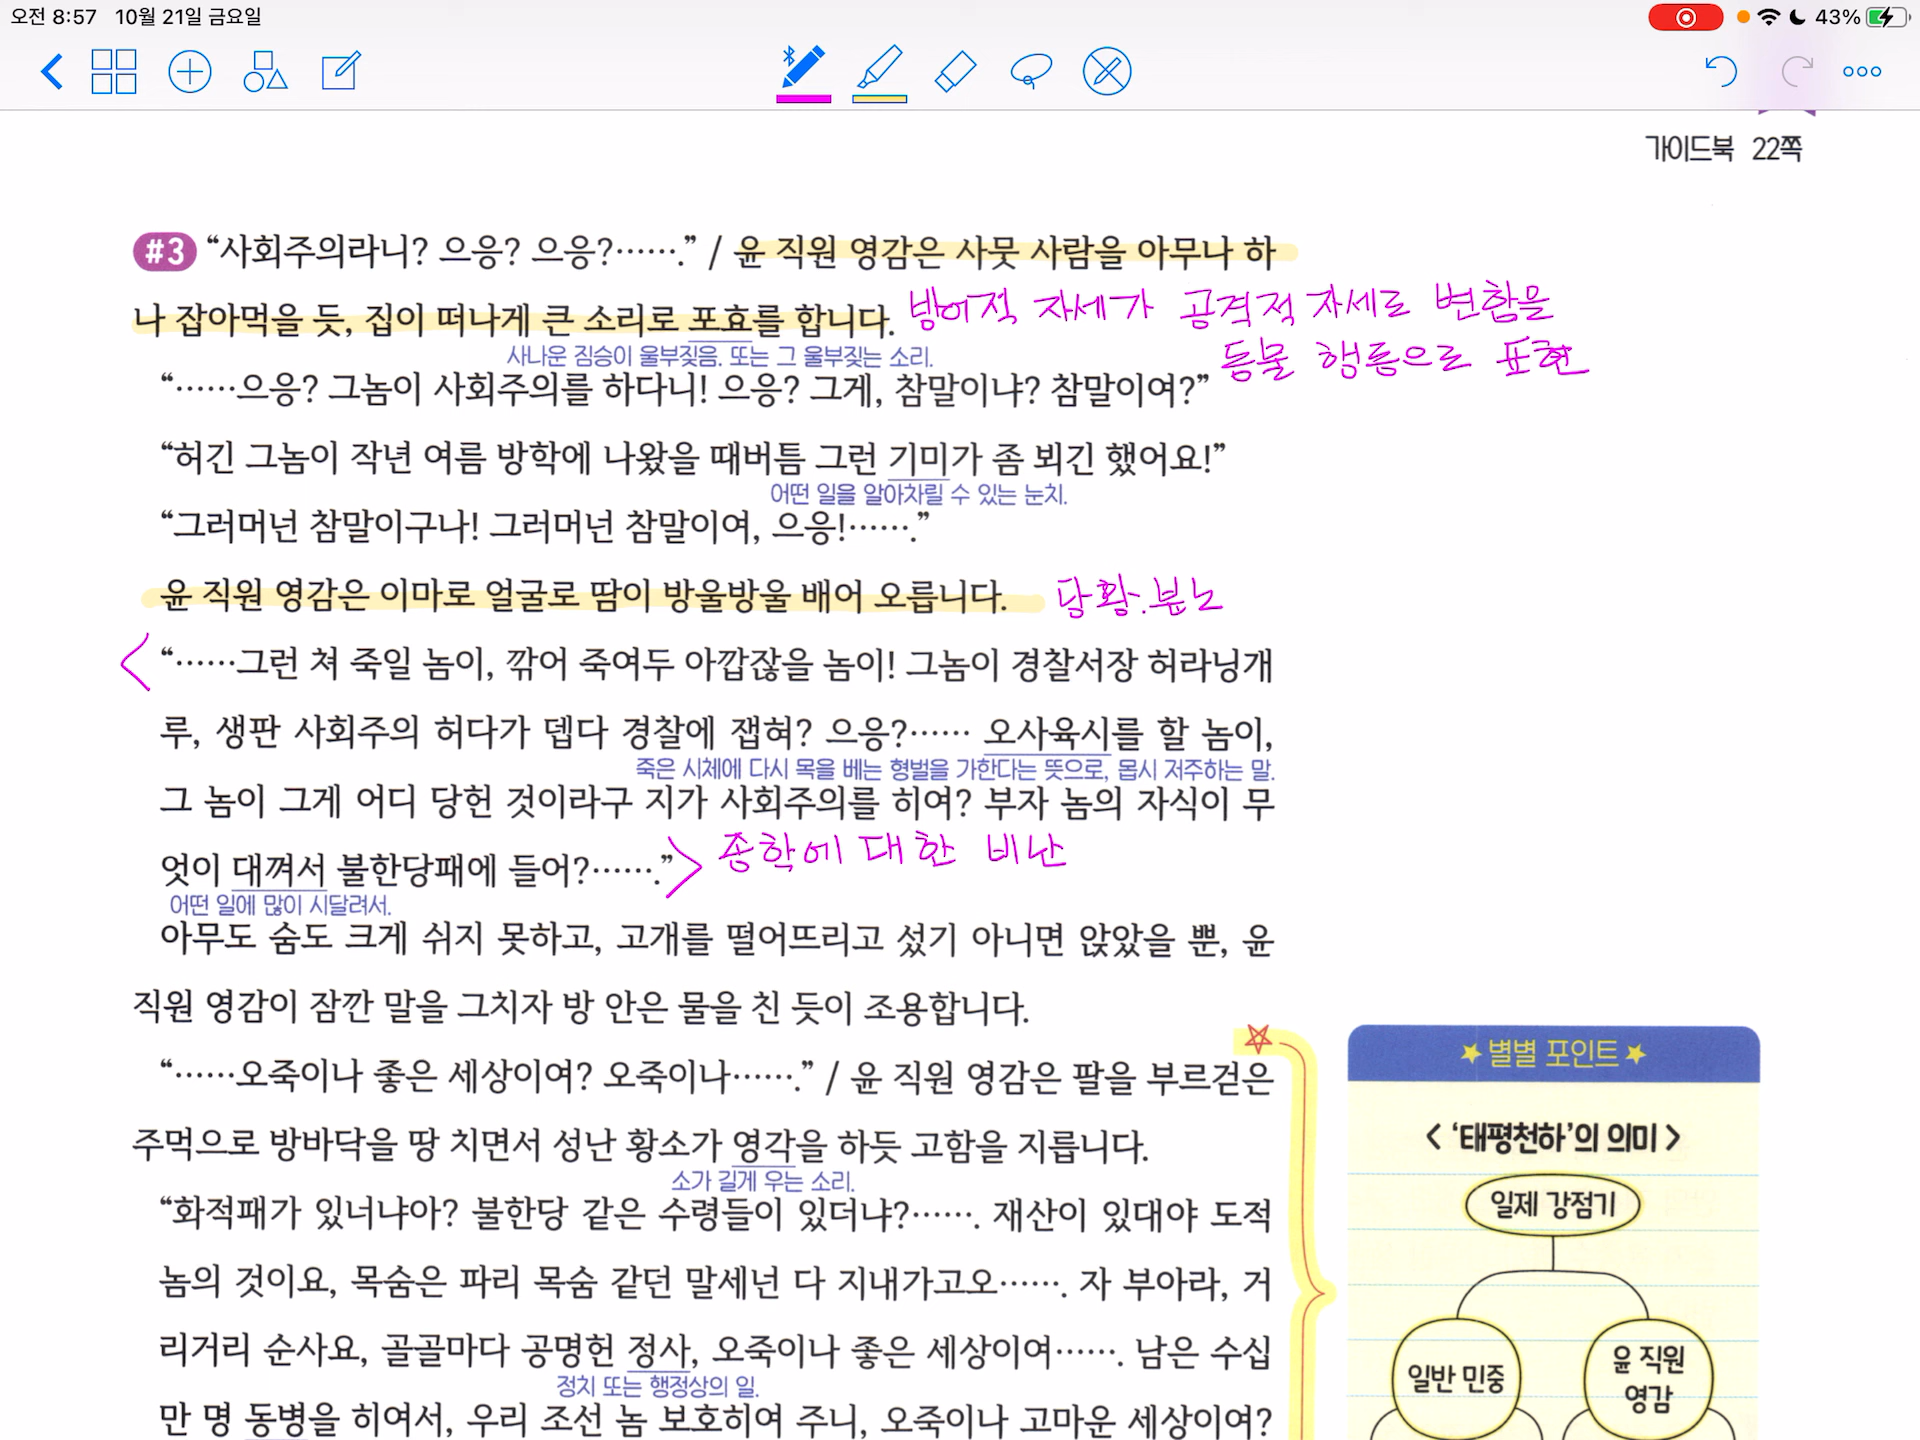 오전 8:57 10월 21일 금요일
43%
가이드북 22쪽
#3 “사회주의라니? 으응? 으응?…….” / 윤 직원 영감은 사뭇 사람을 아무나 하
나 잡아먹을 듯, 집이 떠나게 큰 소리로 포효를 합니다. 방어적 자세가 공격적 자세로 변함을
사나운 짐승이 울부짖음. 또는 그 울부짖는 소리.
동물 행동으로 표현
“……으응? 그놈이 사회주의를 하다니! 으응? 그게, 참말이냐? 참말이여?”
“허긴 그놈이 작년 여름 방학에 나왔을 때버틈 그런 기미가 좀 뵈긴 했어요!”
어떤 일을 알아차릴 수 있는 눈치.
“그러머넌 참말이구나! 그러머넌 참말이여, 으응!…….”
윤 직원 영감은 이마로 얼굴로 땀이 방울방울 배어 오릅니다. 당황.분노
“……그런 쳐 죽일 놈이, 깎어 죽여두 아깝잖을 놈이! 그놈이 경찰서장 허라닝개
루, 생판 사회주의 허다가 뎁다 경찰에 잽혀? 으응?…… 오사육시를 할 놈이,
죽은 시체에 다시 목을 베는 형벌을 가한다는 뜻으로, 몹시 저주하는 말.
그 놈이 그게 어디 당헌 것이라구 지가 사회주의를 히여? 부자 놈의 자식이 무
엇이 대껴서 불한당패에 들어?…….” 종학에 대한 비난
어떤 일에 많이 시달려서.
아무도 숨도 크게 쉬지 못하고, 고개를 떨어뜨리고 섰기 아니면 앉았을 뿐, 윤
직원 영감이 잠깐 말을 그치자 방 안은 물을 친 듯이 조용합니다.
“……오죽이나 좋은 세상이여? 오죽이나…….” / 윤 직원 영감은 팔을 부르걷은
주먹으로 방바닥을 땅 치면서 성난 황소가 영각을 하듯 고함을 지릅니다.
소가 길게 우는 소리.
“화적패가 있너냐아? 불한당 같은 수령들이 있더냐?……. 재산이 있대야 도적
놈의 것이요, 목숨은 파리 목숨 같던 말세넌 다 지내가고오……. 자 부아라, 거
리거리 순사요, 골골마다 공명헌 정사, 오죽이나 좋은 세상이여……. 남은 수십
정치 또는 행정상의 일.
만 명 동병을 히여서, 우리 조선 놈 보호히여 주니, 오죽이나 고마운 세상이여?
별별 포인트
< ‘태평천하’의 의미 >
일제 강점기
일반 민중
윤 직원
영감